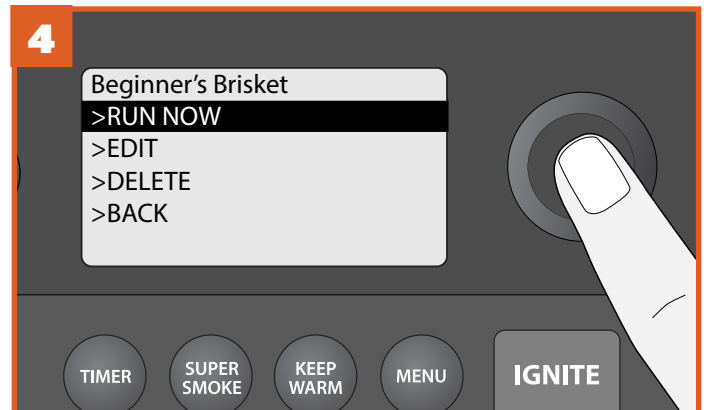 4
Beginner’s Brisket
>RUN NOW
>EDIT
>DELETE
>BACK
TIMER
SUPER
SMOKE
KEEP
WARM
MENU
IGNITE